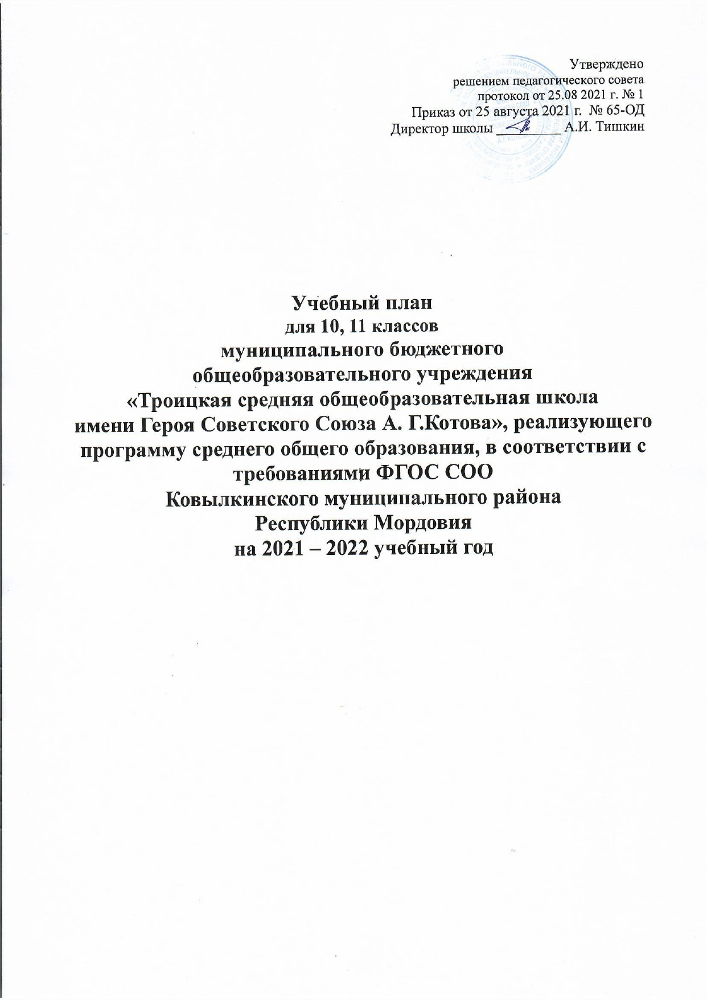 Утверждено
решением педагогического совета
протокол от 25.08 2021 г. № 1
Приказ от 25 августа 2021 г. № 65-ОД
Директор школы __________ А.И. Тишкин
Учебный план
для 10, 11 классов
муниципального бюджетного
общеобразовательного учреждения
«Троицкая средняя общеобразовательная школа
имени Героя Советского Союза А. Г.Котова», реализующего
программу среднего общего образования, в соответствии с
требованиями ФГОС СОО
Ковылкинского муниципального района
Республики Мордовия
на 2021 – 2022 учебный год